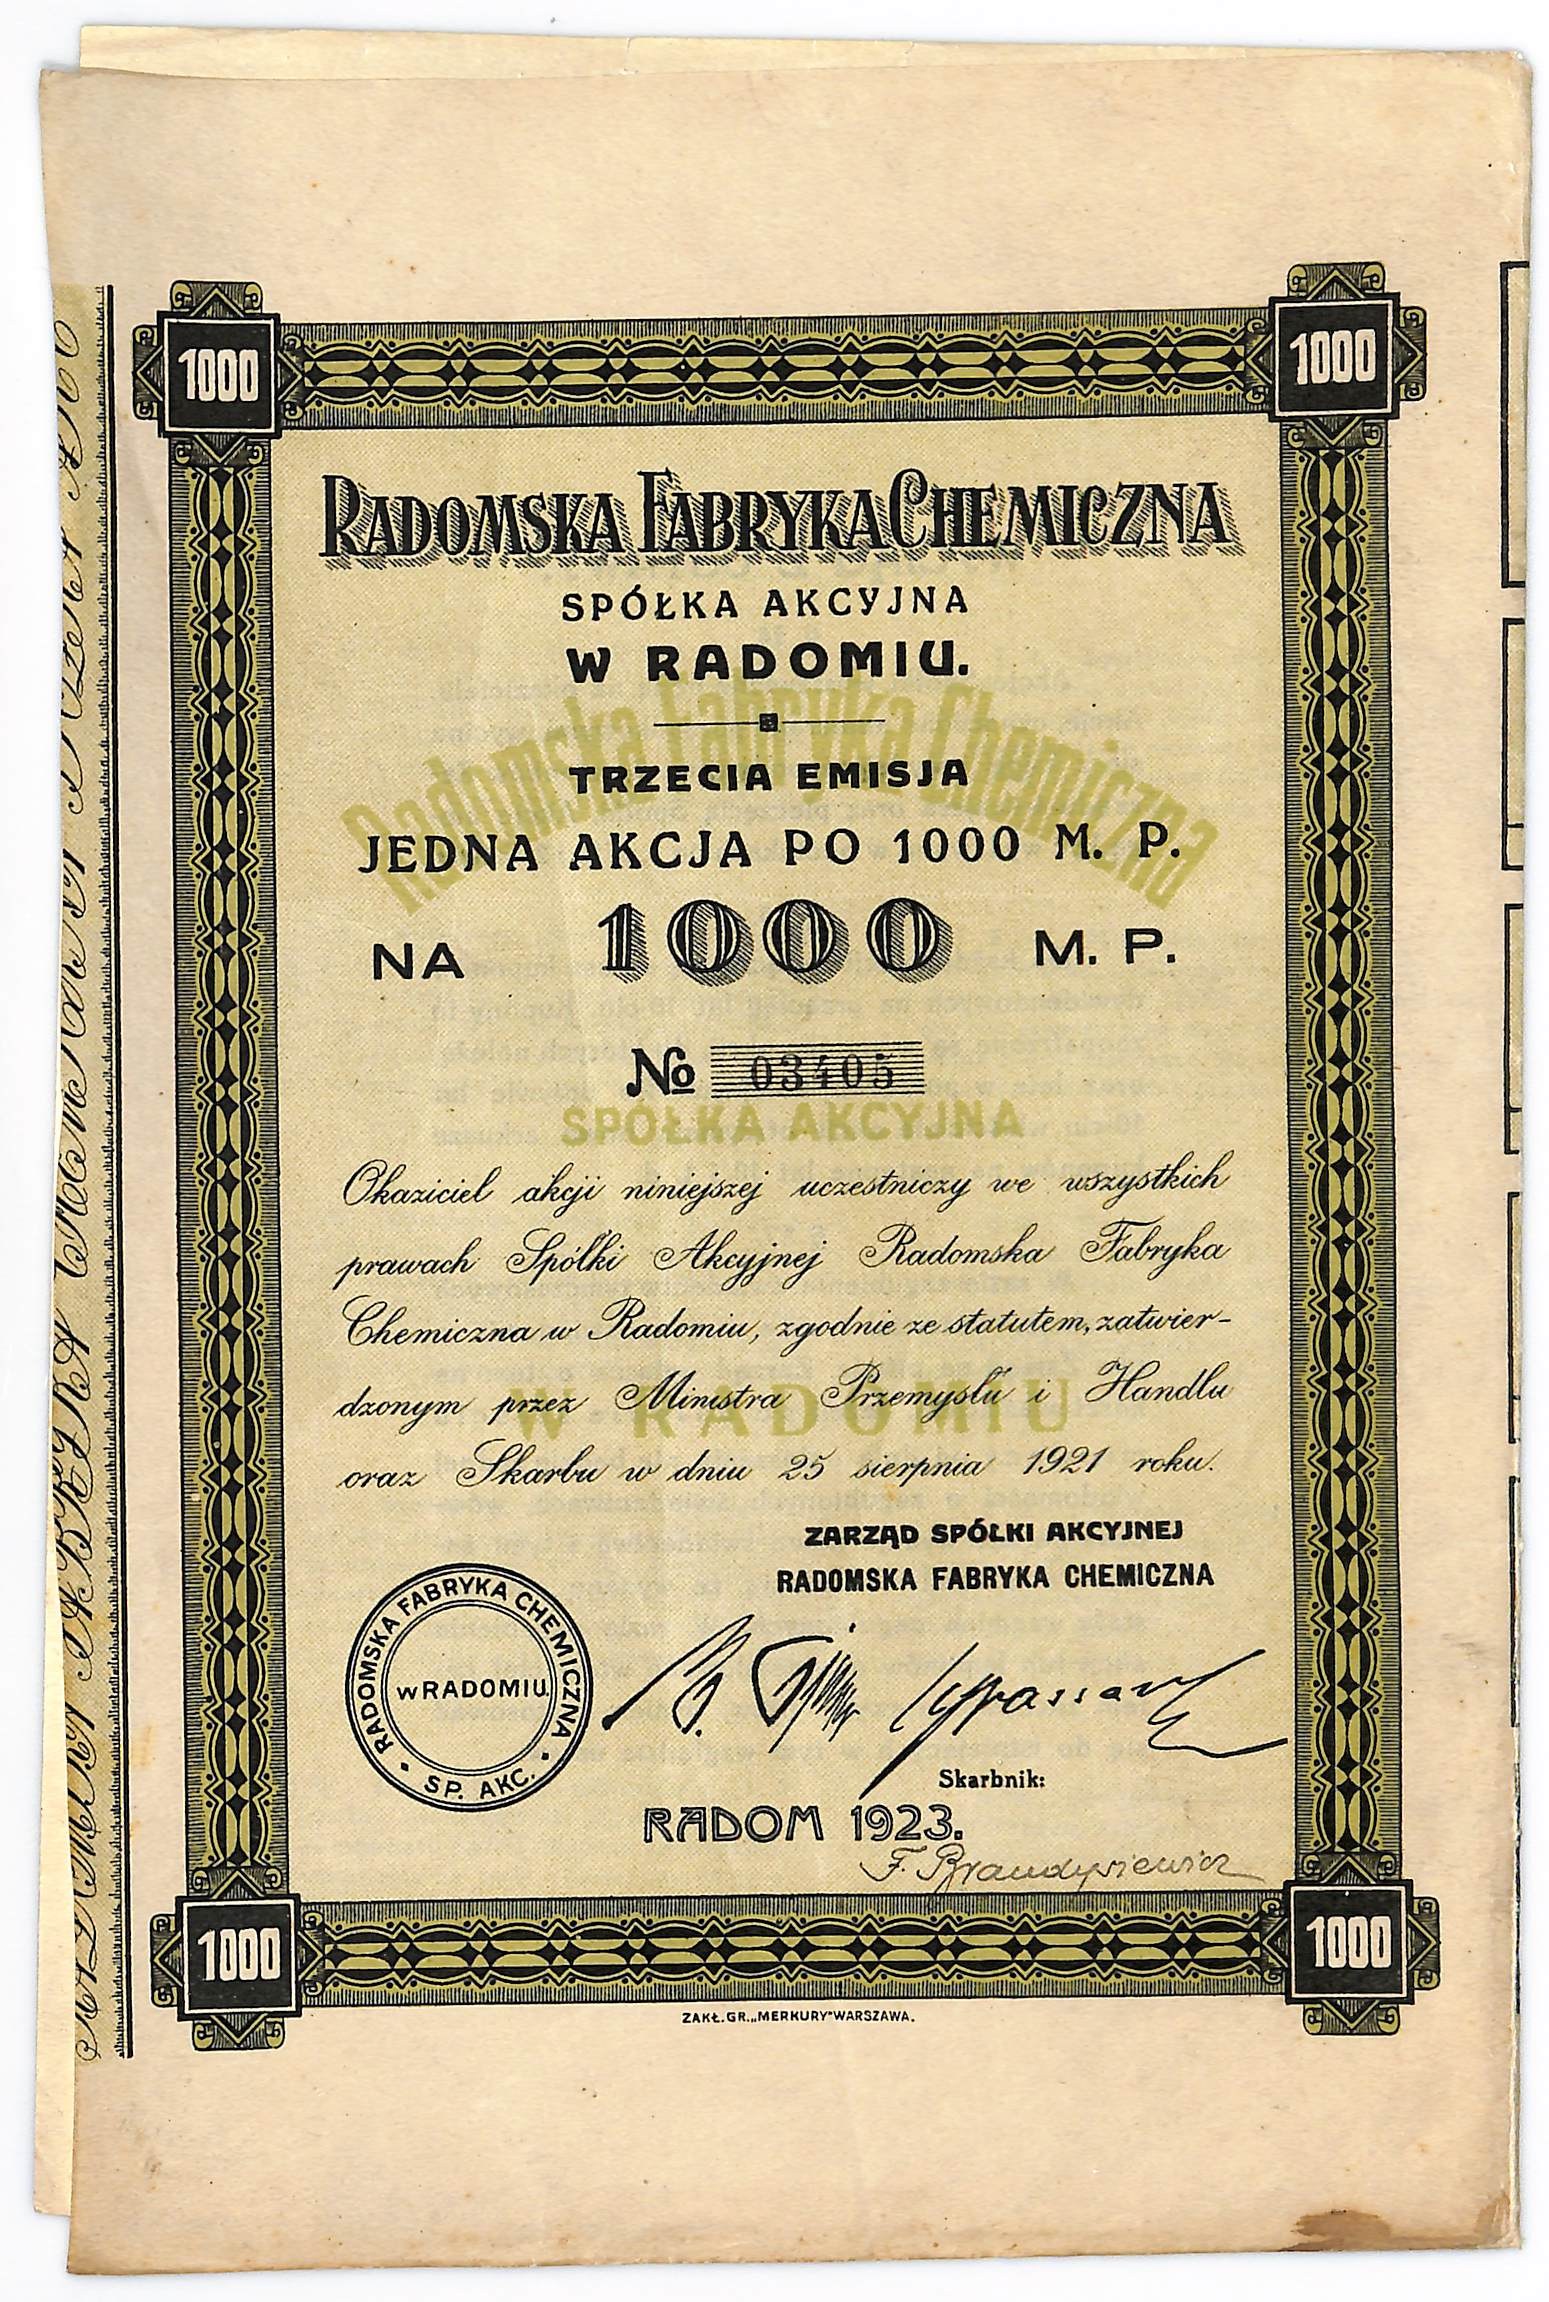 1000
1000
RADOMSKA FABRYKA CHEMICZNA
SPÓŁKA AKCYJNA
W RADOMIU.
Radomska Fabryka Chemiczna
TRZECIA EMISJA
JEDNA AKCJA PO 1000 M. P.
NA 1000 M. P.
No 03405
SPÓŁKA AKCYJNA
Okaziciel akcji niniejszej uczestniczy we wszystkich
prawach Spółki Akcyjnej Radomska Fabryka
Chemiczna w Radomiu, zgodnie ze statutem, zatwier-
dzonym przez Ministra Przemysłu i Handlu
W RADOMIU
oraz Skarbu w dniu 25 sierpnia 1921 roku.
ZARZĄD SPÓŁKI AKCYJNEJ
RADOMSKA FABRYKA CHEMICZNA
RADOMSKA FABRYKA CHEMICZNA
w RADOMIU
SP. AKC.
Skarbnik:
RADOM 1923.
F. Brandysiewicz
1000
1000
ZAKŁ. GR. „MERKURY" WARSZAWA.